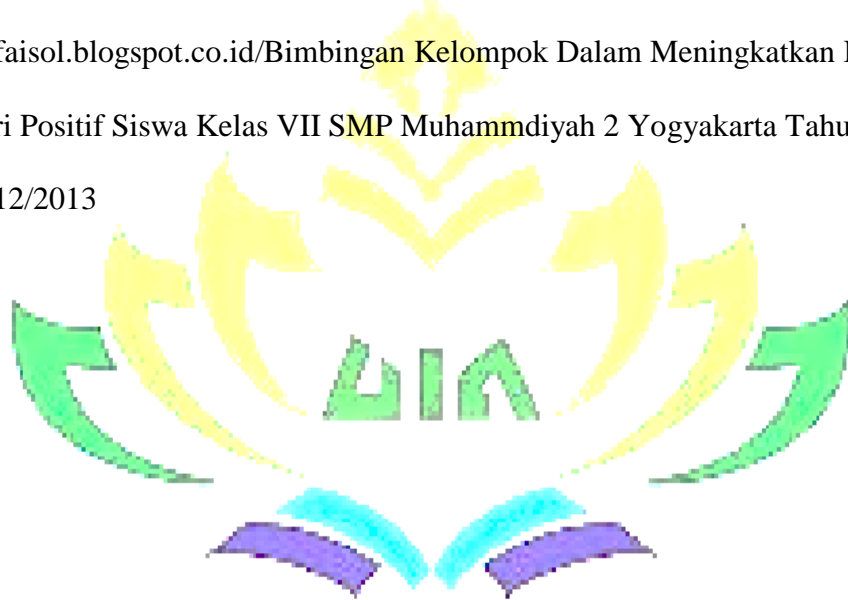 faisol.blogspot.co.id/Bimbingan Kelompok Dalam Meningkatkan
ri Positif Siswa Kelas VII SMP Muhammdiyah 2 Yogyakarta Tahu
12/2013
UIN